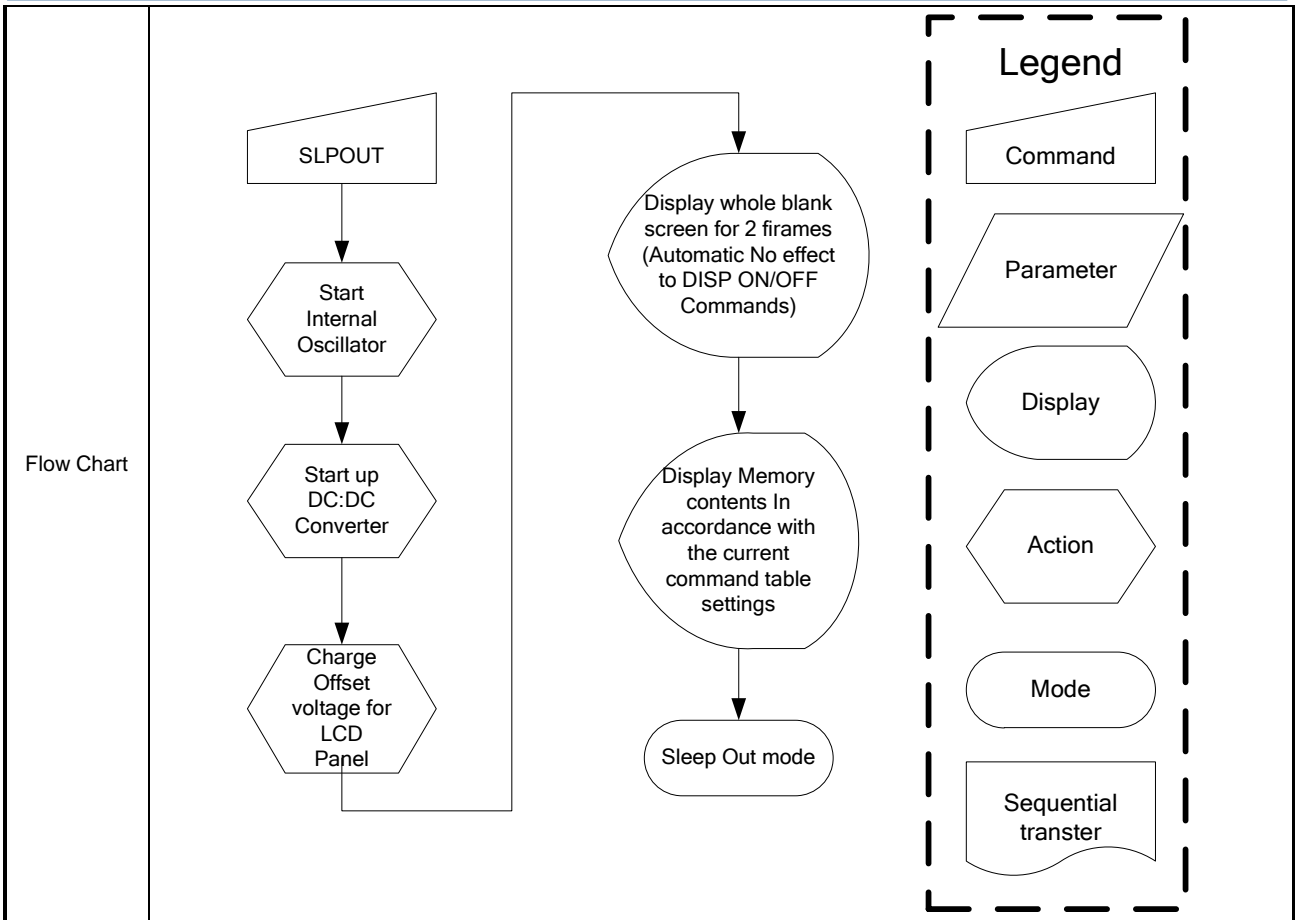 Flow Chart
SLPOUT
Start
Internal
Oscillator
Start up
DC:DC
Converter
Charge
Offset
voltage for
LCD
Panel
Display whole blank
screen for 2 firames
(Automatic No effect
to DISP ON/OFF
Commands)
Display Memory
contents In
accordance with
the current
command table
settings
Sleep Out mode
Legend
Command
Parameter
Display
Action
Mode
Sequential
transter